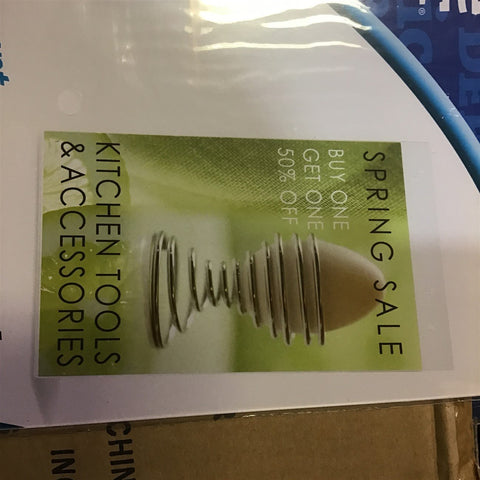 SPRING SALE
BUY ONE
GET ONE
50% OFF
KITCHEN TOOLS
& ACCESSORIES